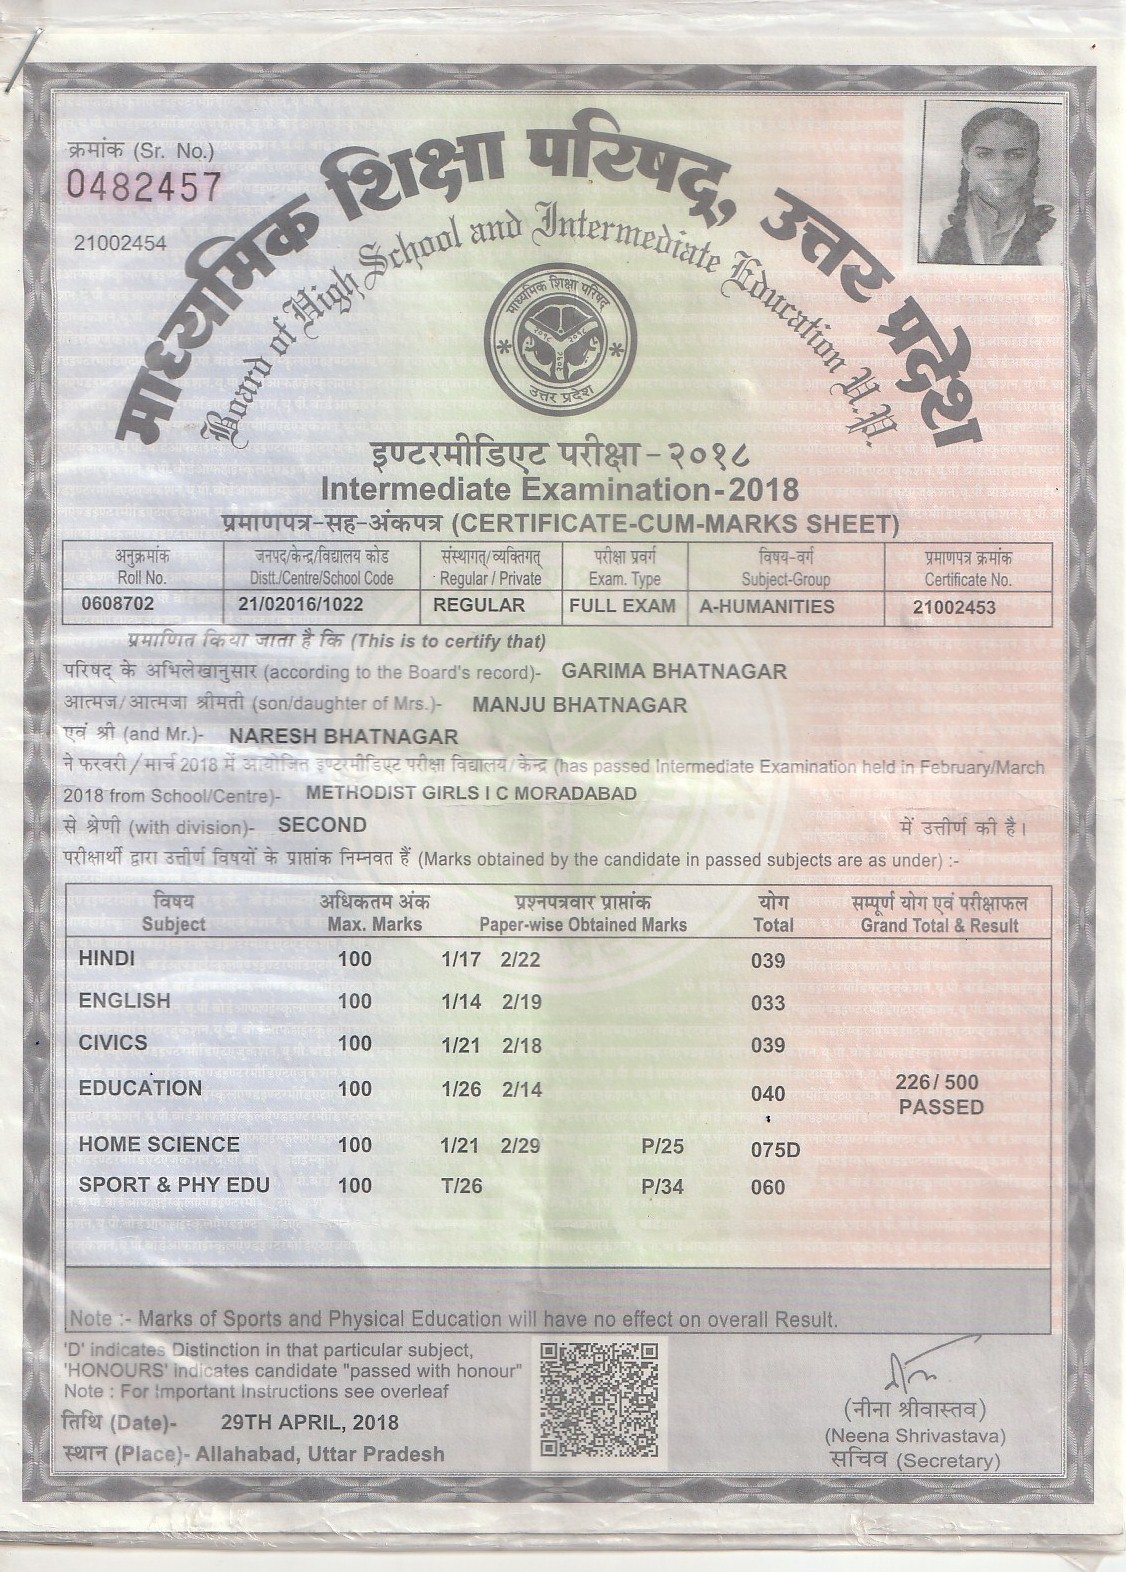 क्रमांक (Sr. No.)
0482457
21002454
माध्यमिक शिक्षा परिषद्, उत्तर प्रदेश
Board of High School and Intermediate Education U.P.
माध्यमिक शिक्षा परिषद
२०१८ २०१८
२०१८
उत्तर प्रदेश
इण्टरमीडिएट परीक्षा - २०१८
Intermediate Examination - 2018
प्रमाणपत्र-सह-अंकपत्र (CERTIFICATE-CUM-MARKS SHEET)
अनुक्रमांक जनपद/केन्द्र/विद्यालय कोड संस्थागत्/व्यक्तिगत् परीक्षा प्रवर्ग विषय-वर्ग प्रमाणपत्र क्रमांक
Roll No. Distt./Centre/School Code Regular / Private Exam. Type Subject-Group Certificate No.
0608702 21/02016/1022 REGULAR FULL EXAM A-HUMANITIES 21002453
प्रमाणित किया जाता है कि (This is to certify that)
परिषद् के अभिलेखानुसार (according to the Board's record)- GARIMA BHATNAGAR
आत्मज/आत्मजा श्रीमती (son/daughter of Mrs.)- MANJU BHATNAGAR
एवं श्री (and Mr.)- NARESH BHATNAGAR
ने फरवरी/मार्च 2018 में आयोजित इण्टरमीडिएट परीक्षा विद्यालय/केन्द्र (has passed Intermediate Examination held in February/March
2018 from School/Centre)- METHODIST GIRLS I C MORADABAD
से श्रेणी (with division)- SECOND में उत्तीर्ण की है।
परीक्षार्थी द्वारा उत्तीर्ण विषयों के प्राप्तांक निम्नवत हैं (Marks obtained by the candidate in passed subjects are as under) :-
विषय अधिकतम अंक प्रश्नपत्रवार प्राप्तांक योग सम्पूर्ण योग एवं परीक्षाफल
Subject Max. Marks Paper-wise Obtained Marks Total Grand Total & Result
HINDI 100 1/17 2/22 039
ENGLISH 100 1/14 2/19 033
CIVICS 100 1/21 2/18 039
EDUCATION 100 1/26 2/14 040 226/ 500
PASSED
HOME SCIENCE 100 1/21 2/29 P/25 075D
SPORT & PHY EDU 100 T/26 P/34 060
Note :- Marks of Sports and Physical Education will have no effect on overall Result.
'D' indicates Distinction in that particular subject,
'HONOURS' indicates candidate "passed with honour"
Note : For Important Instructions see overleaf
तिथि (Date)- 29TH APRIL, 2018
स्थान (Place)- Allahabad, Uttar Pradesh
(नीना श्रीवास्तव)
(Neena Shrivastava)
सचिव (Secretary)